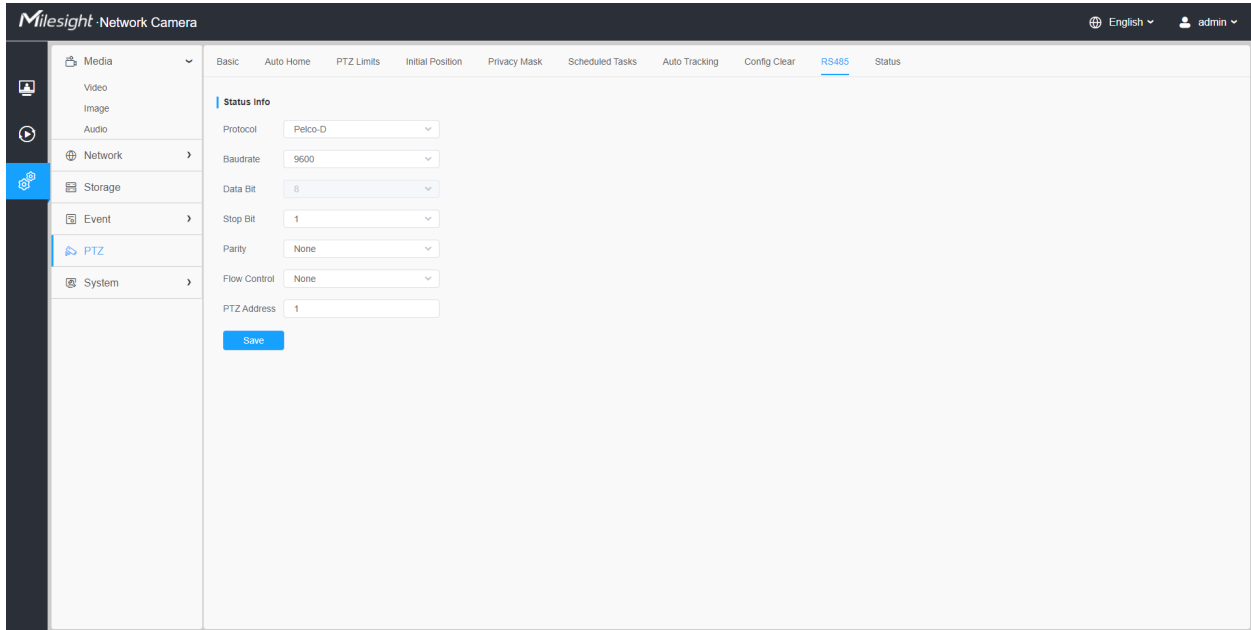 Milesight·Network Camera
English
admin
Media
Video
Image
Audio
Network
Storage
Event
PTZ
System
Basic
Auto Home
PTZ Limits
Initial Position
Privacy Mask
Scheduled Tasks
Auto Tracking
Config Clear
RS485
Status
Status Info
Protocol Pelco-D
Baudrate 9600
Data Bit 8
Stop Bit 1
Parity None
Flow Control None
PTZ Address 1
Save